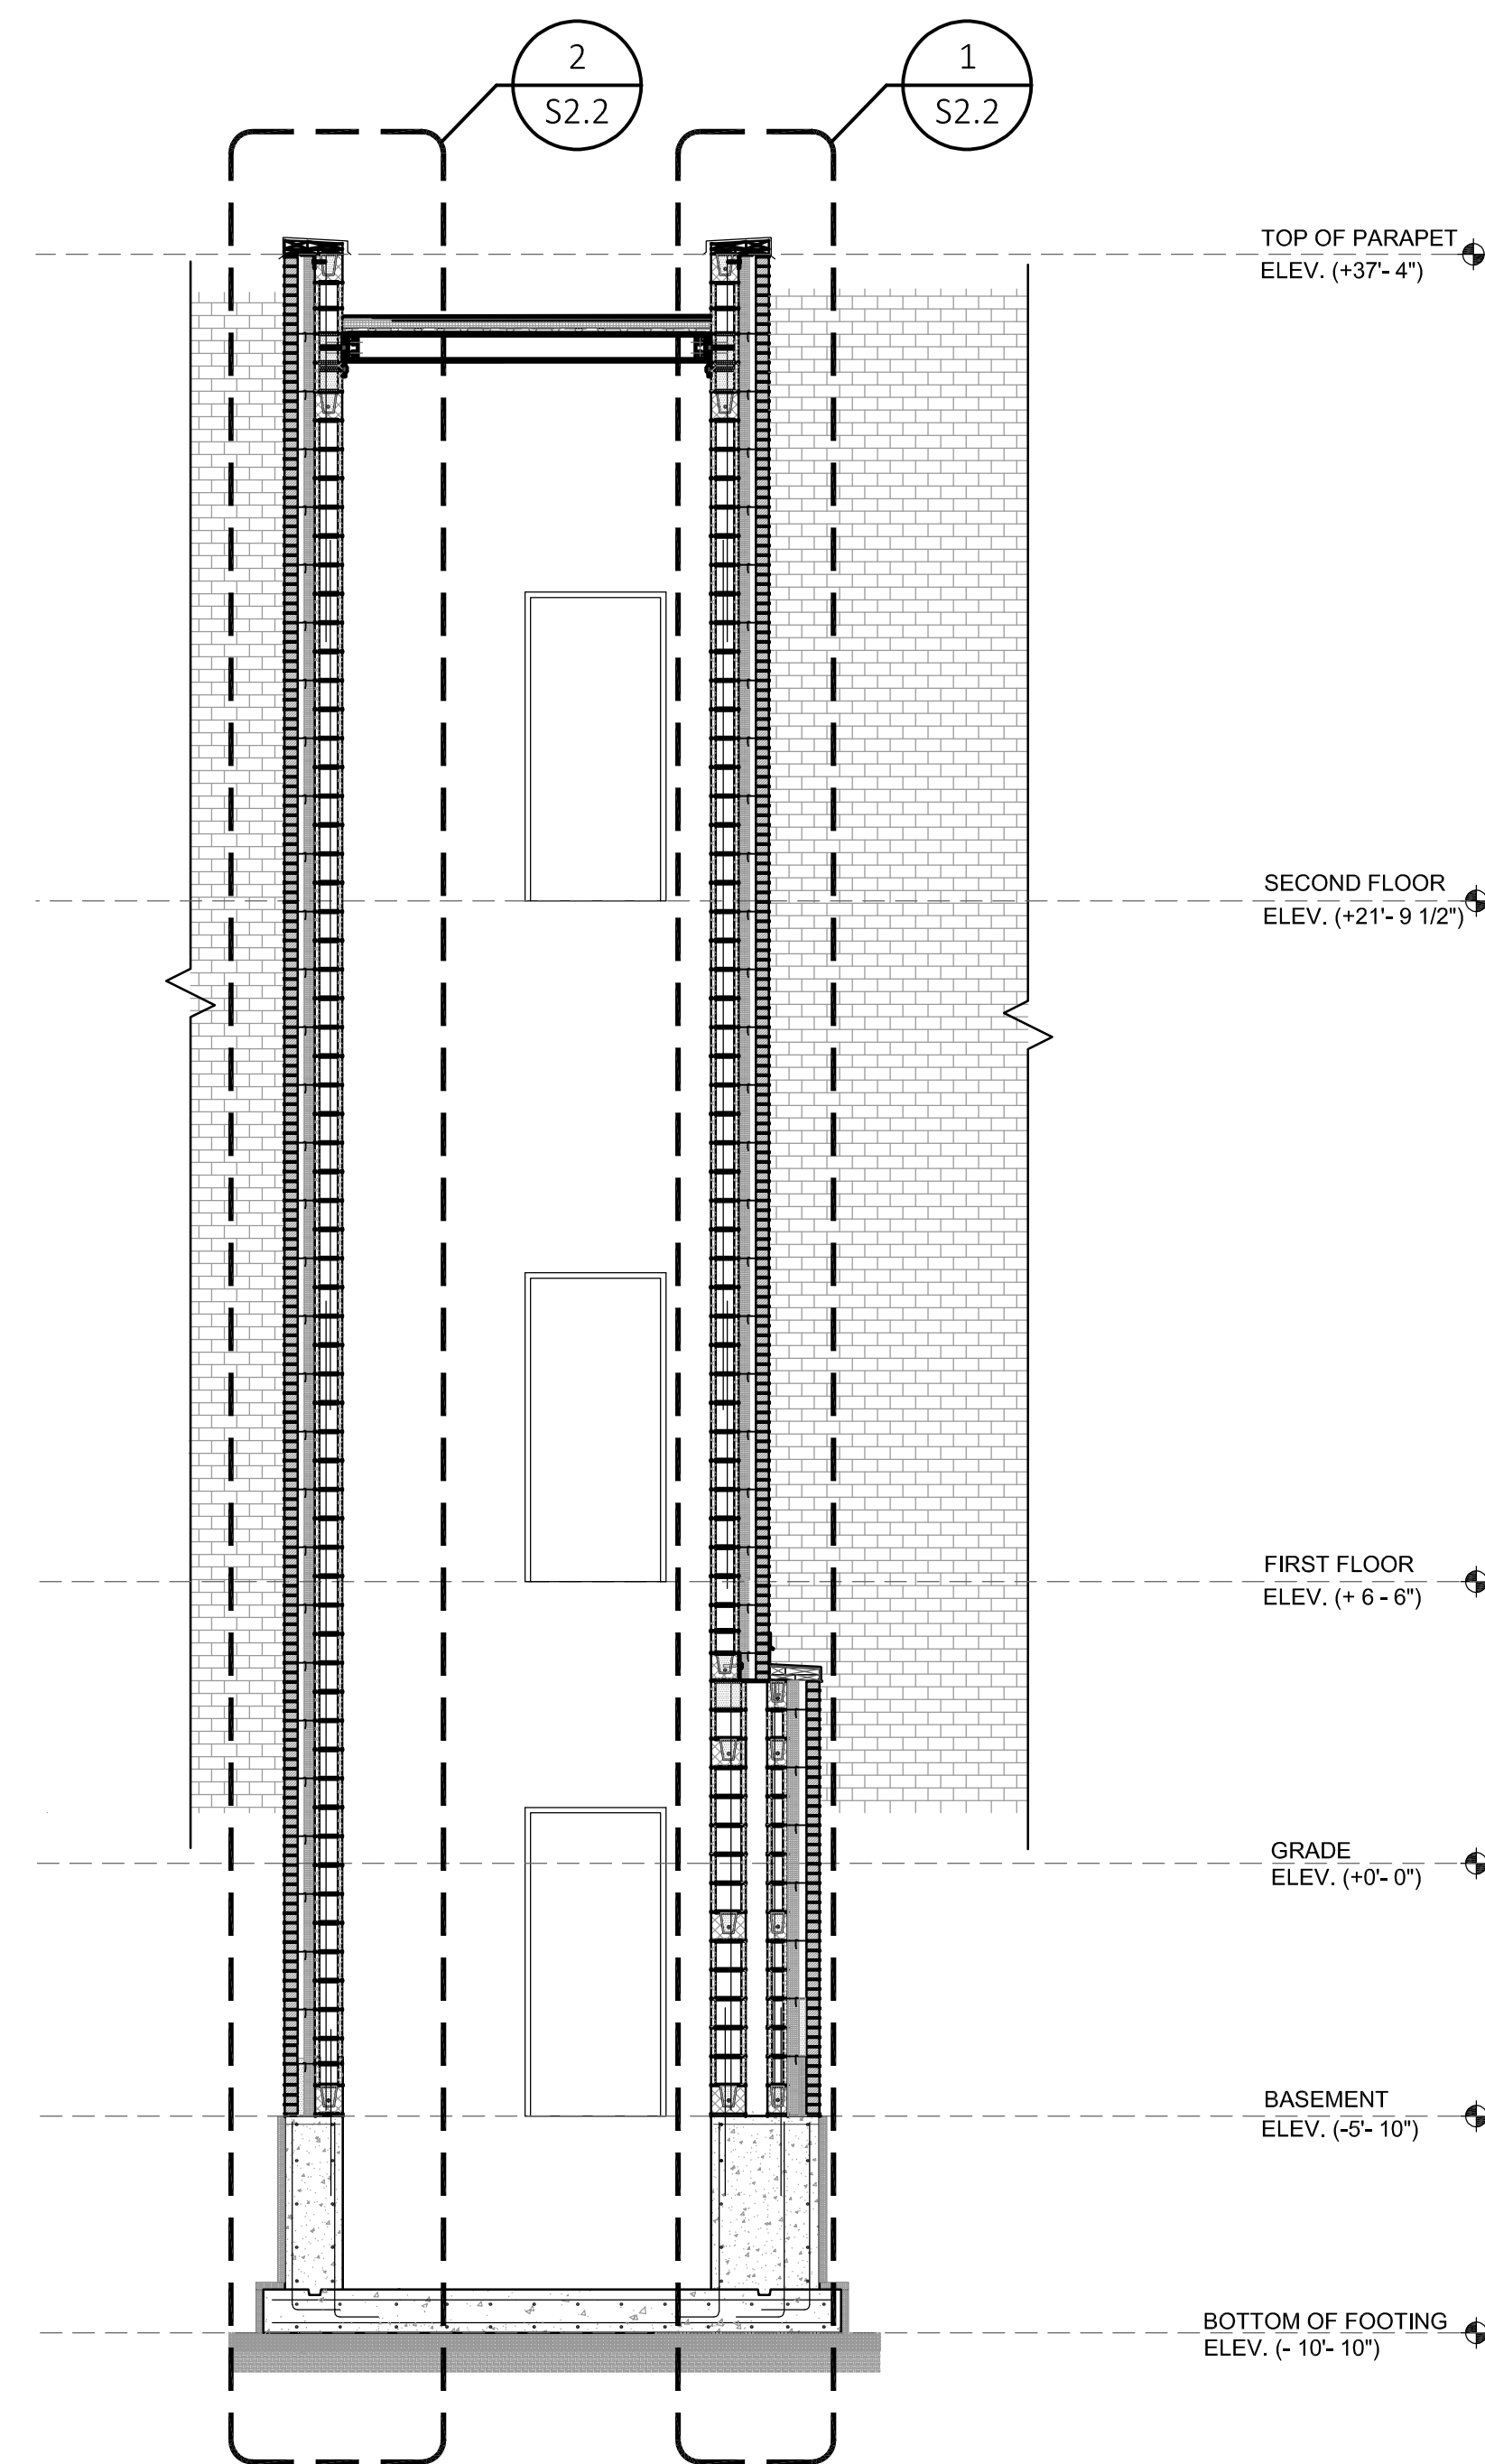 2
S2.2
1
S2.2
TOP OF PARAPET
ELEV. (+37'- 4")
SECOND FLOOR
ELEV. (+21'- 9 1/2")
FIRST FLOOR
ELEV. (+ 6 - 6")
GRADE
ELEV. (+0'- 0")
BASEMENT
ELEV. (-5'- 10")
BOTTOM OF FOOTING
ELEV. (- 10'- 10")